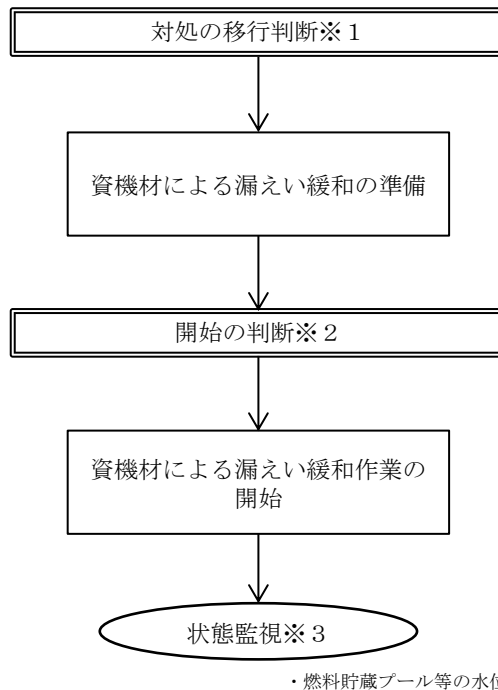 対処の移行判断※１
資機材による漏えい緩和の準備
開始の判断※２
資機材による漏えい緩和作業の
開始
状態監視※３
・燃料貯蔵プール等の水位